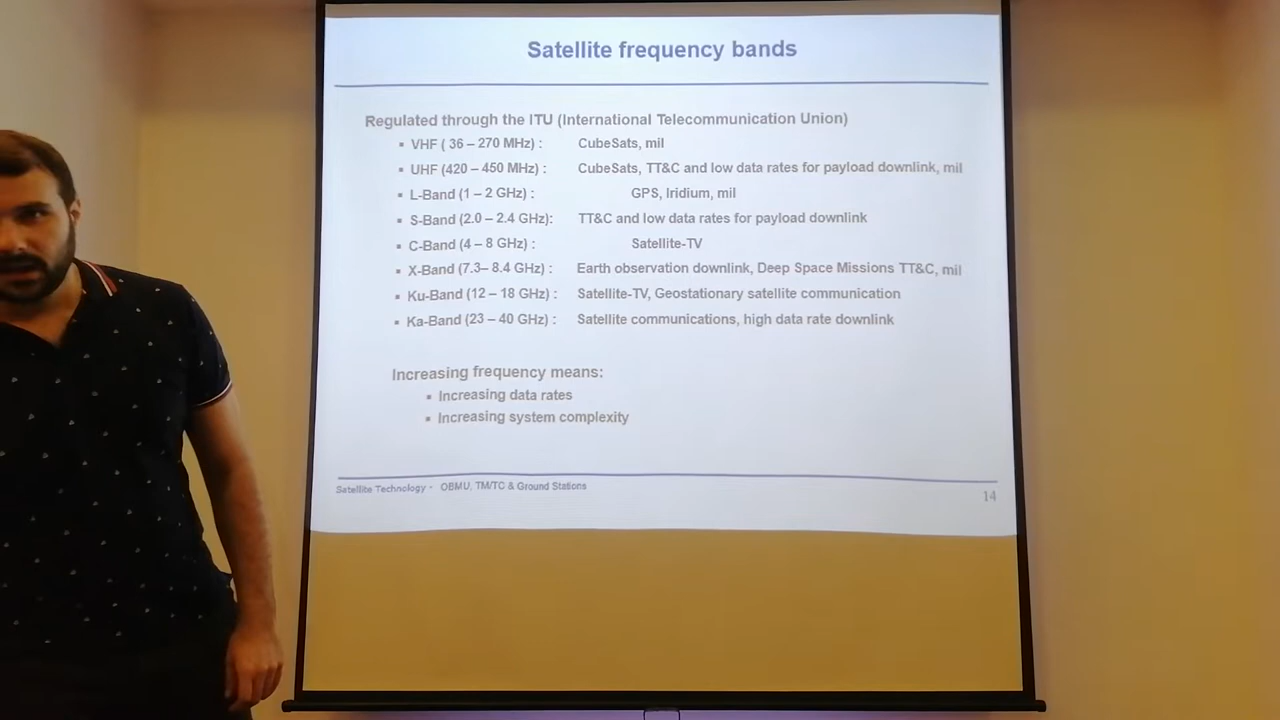 Satellite frequency bands
Regulated through the ITU (International Telecommunication Union)
▪ VHF ( 36 – 270 MHz) : CubeSats, mil
▪ UHF (420 – 450 MHz) : CubeSats, TT&C and low data rates for payload downlink, mil
▪ L-Band (1 – 2 GHz) : GPS, Iridium, mil
▪ S-Band (2.0 – 2.4 GHz): TT&C and low data rates for payload downlink
▪ C-Band (4 – 8 GHz) : Satellite-TV
▪ X-Band (7.3– 8.4 GHz) : Earth observation downlink, Deep Space Missions TT&C, mil
▪ Ku-Band (12 – 18 GHz) : Satellite-TV, Geostationary satellite communication
▪ Ka-Band (23 – 40 GHz) : Satellite communications, high data rate downlink
Increasing frequency means:
▪ Increasing data rates
▪ Increasing system complexity
Satellite Technology - OBMU, TM/TC & Ground Stations
14